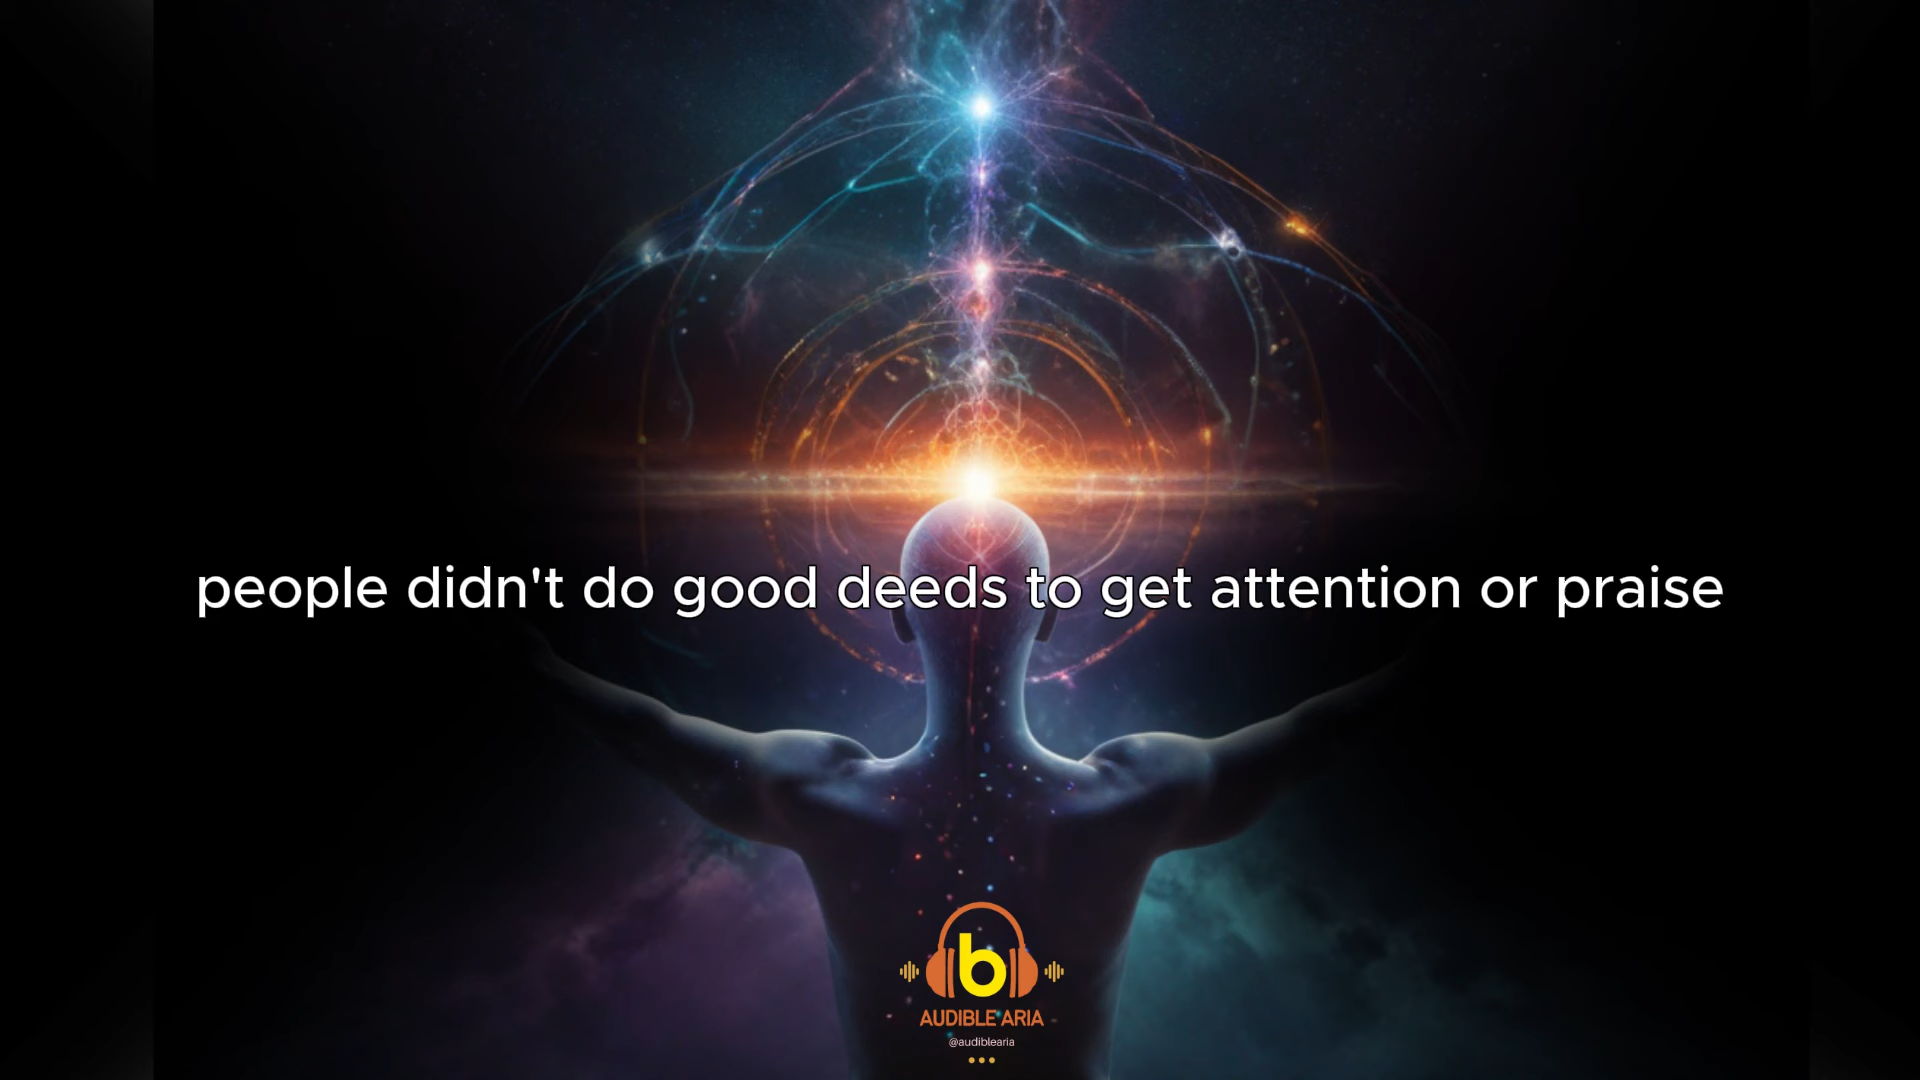 people didn't do good deeds to get attention or praise
b
AUDIBLE ARIA
@audiblearia